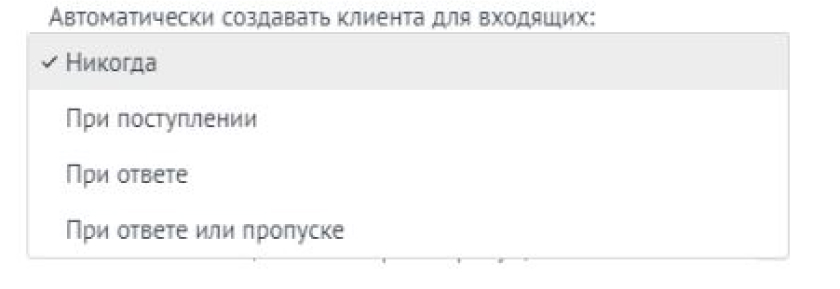 Автоматически создавать клиента для входящих:
Никогда
При поступлении
При ответе
При ответе или пропуске